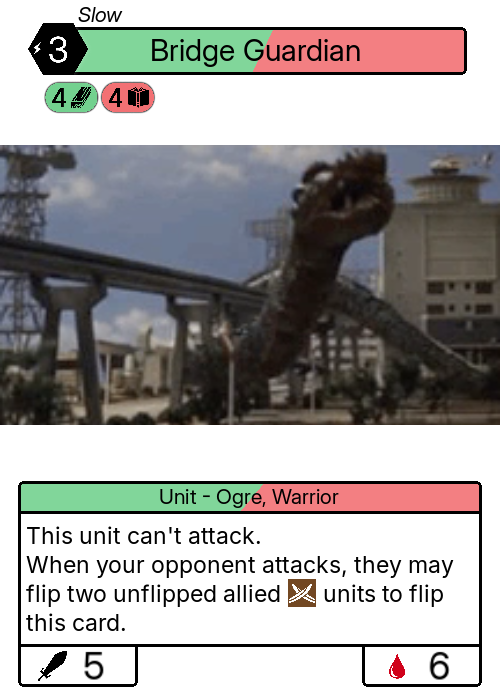 Slow
3 Bridge Guardian
4 4
Unit - Ogre, Warrior
This unit can't attack.
When your opponent attacks, they may
flip two unflipped allied units to flip
this card.
5 6